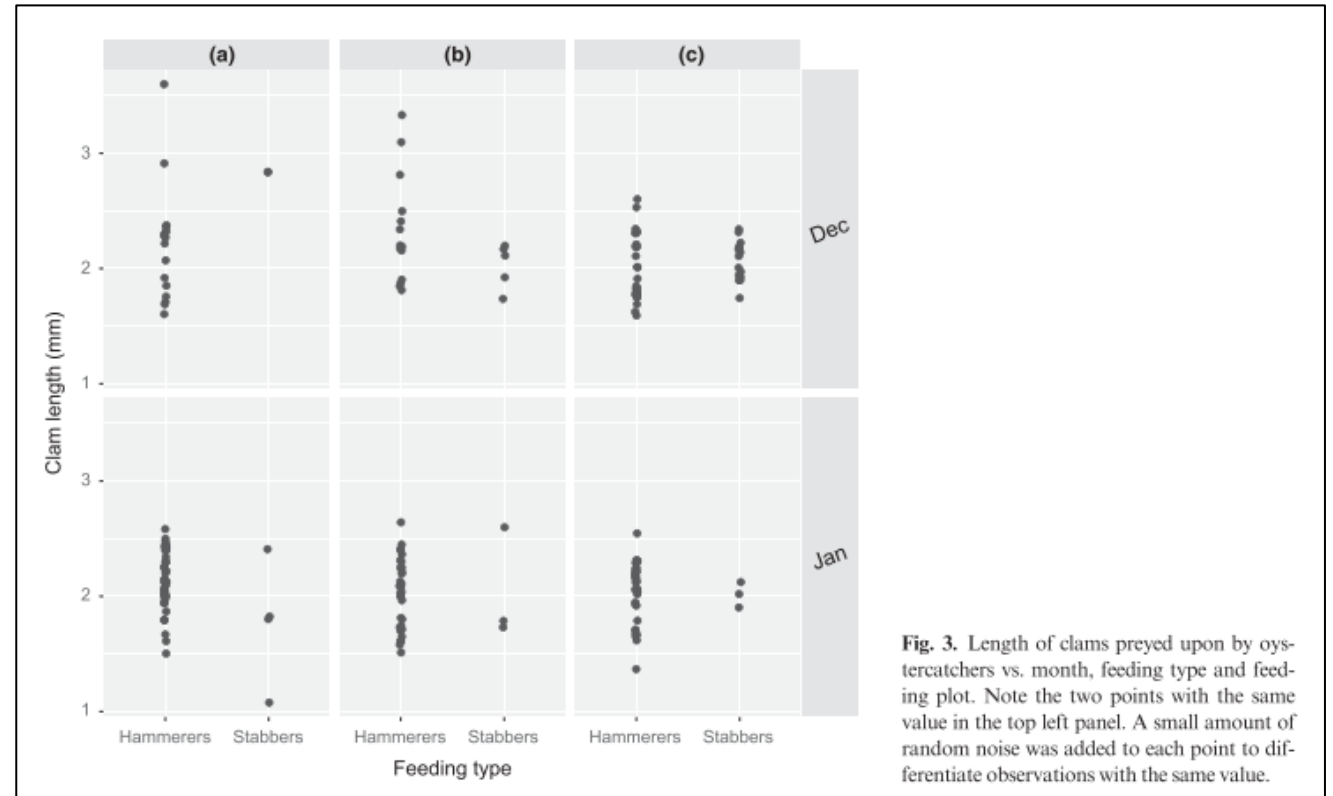 (a) (b) (c)
3
2
1
Dec
Clam length (mm)
3
2
1
Jan
Hammerers Stabbers Hammerers Stabbers Hammerers Stabbers
Feeding type
Fig. 3. Length of clams preyed upon by oys-
tercatchers vs. month, feeding type and feed-
ing plot. Note the two points with the same
value in the top left panel. A small amount of
random noise was added to each point to dif-
ferentiate observations with the same value.